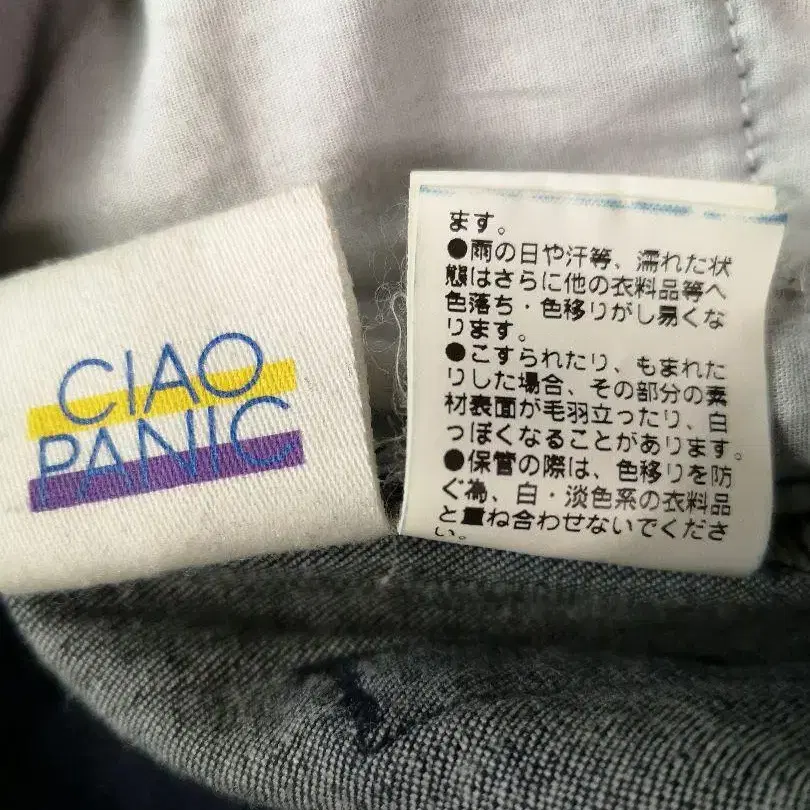 CIAO
PANIC
ます。
●雨の日や汗等、濡れた状
態はさらに他の衣料品等へ
色落ち・色移りがし易くな
ります。
●こすられたり、もまれた
りした場合、その部分の素
材表面が毛羽立ったり、白
っぽくなることがあります。
●保管の際は、色移りを防
ぐ為、白・淡色系の衣料品
と重ね合わせないでくださ
い。